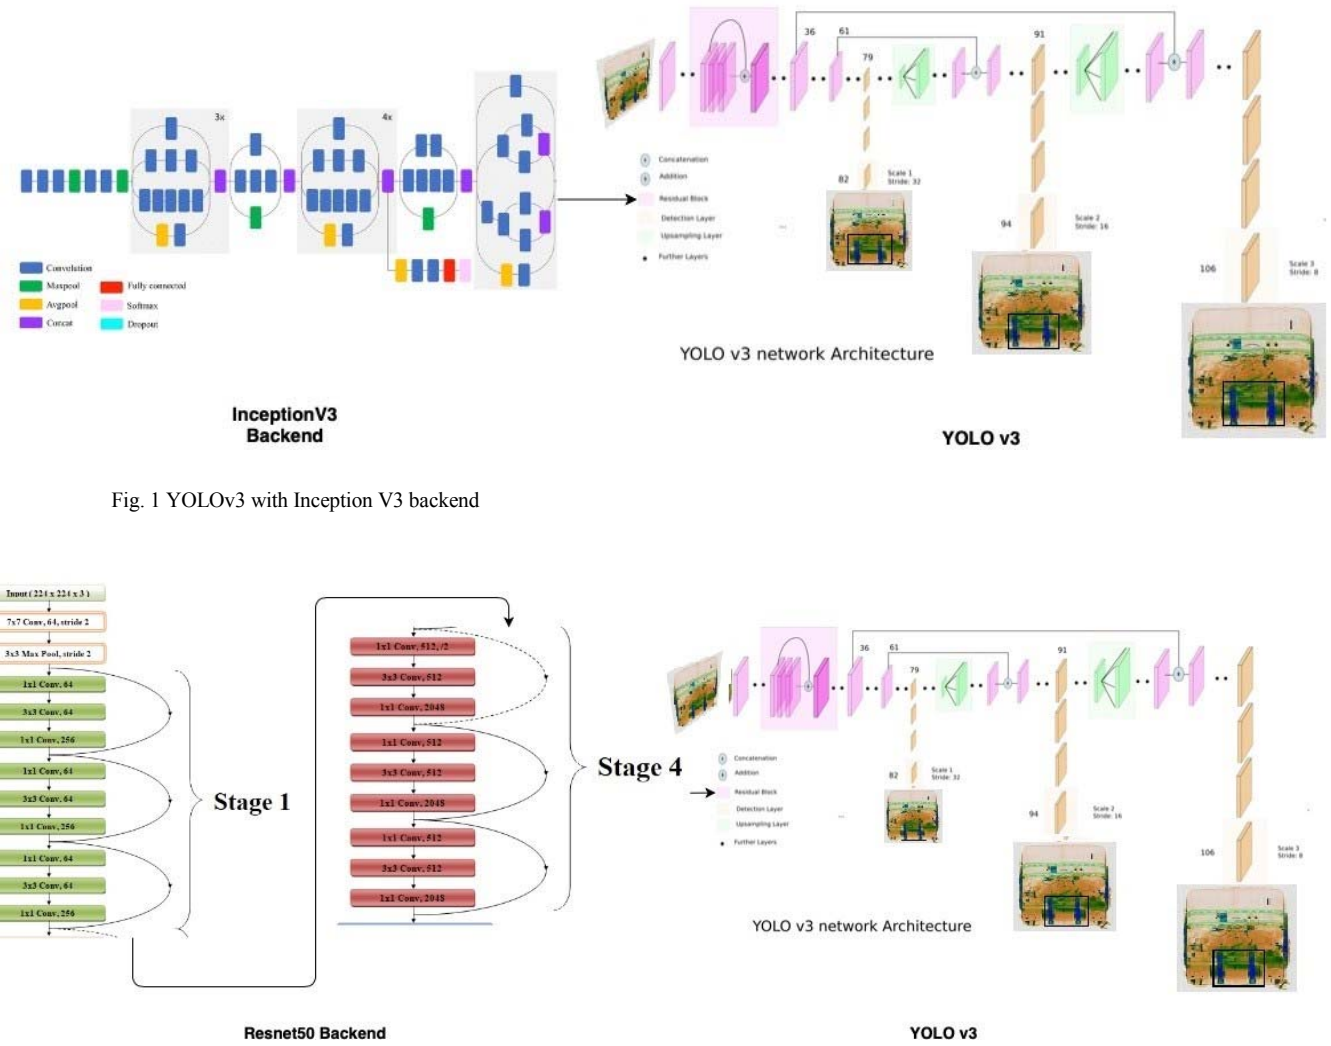 3x
4x
Convolution
Maxpool
Avgpool
Concat
Fully connected
Softmax
Dropout
InceptionV3
Backend
36
61
79
91
Concatenation
Addition
Residual Block
Detection Layer
Upsampling Layer
Further Layers
...
82
Scale 1
Stride: 32
94
Scale 2
Stride: 16
106
Scale 3
Stride: 8
YOLO v3 network Architecture
YOLO v3
Fig. 1 YOLOv3 with Inception V3 backend
Input ( 224 x 224 x 3 )
7x7 Conv, 64, stride 2
3x3 Max Pool, stride 2
1x1 Conv, 64
3x3 Conv, 64
1x1 Conv, 256
1x1 Conv, 64
3x3 Conv, 64
1x1 Conv, 256
1x1 Conv, 64
3x3 Conv, 64
1x1 Conv, 256
Stage 1
1x1 Conv, 512, /2
3x3 Conv, 512
1x1 Conv, 2048
1x1 Conv, 512
3x3 Conv, 512
1x1 Conv, 2048
1x1 Conv, 512
3x3 Conv, 512
1x1 Conv, 2048
Stage 4
Resnet50 Backend
36
61
79
91
Concatenation
Addition
Residual Block
Detection Layer
Upsampling Layer
Further Layers
...
82
Scale 1
Stride: 32
94
Scale 2
Stride: 16
106
Scale 3
Stride: 8
YOLO v3 network Architecture
YOLO v3